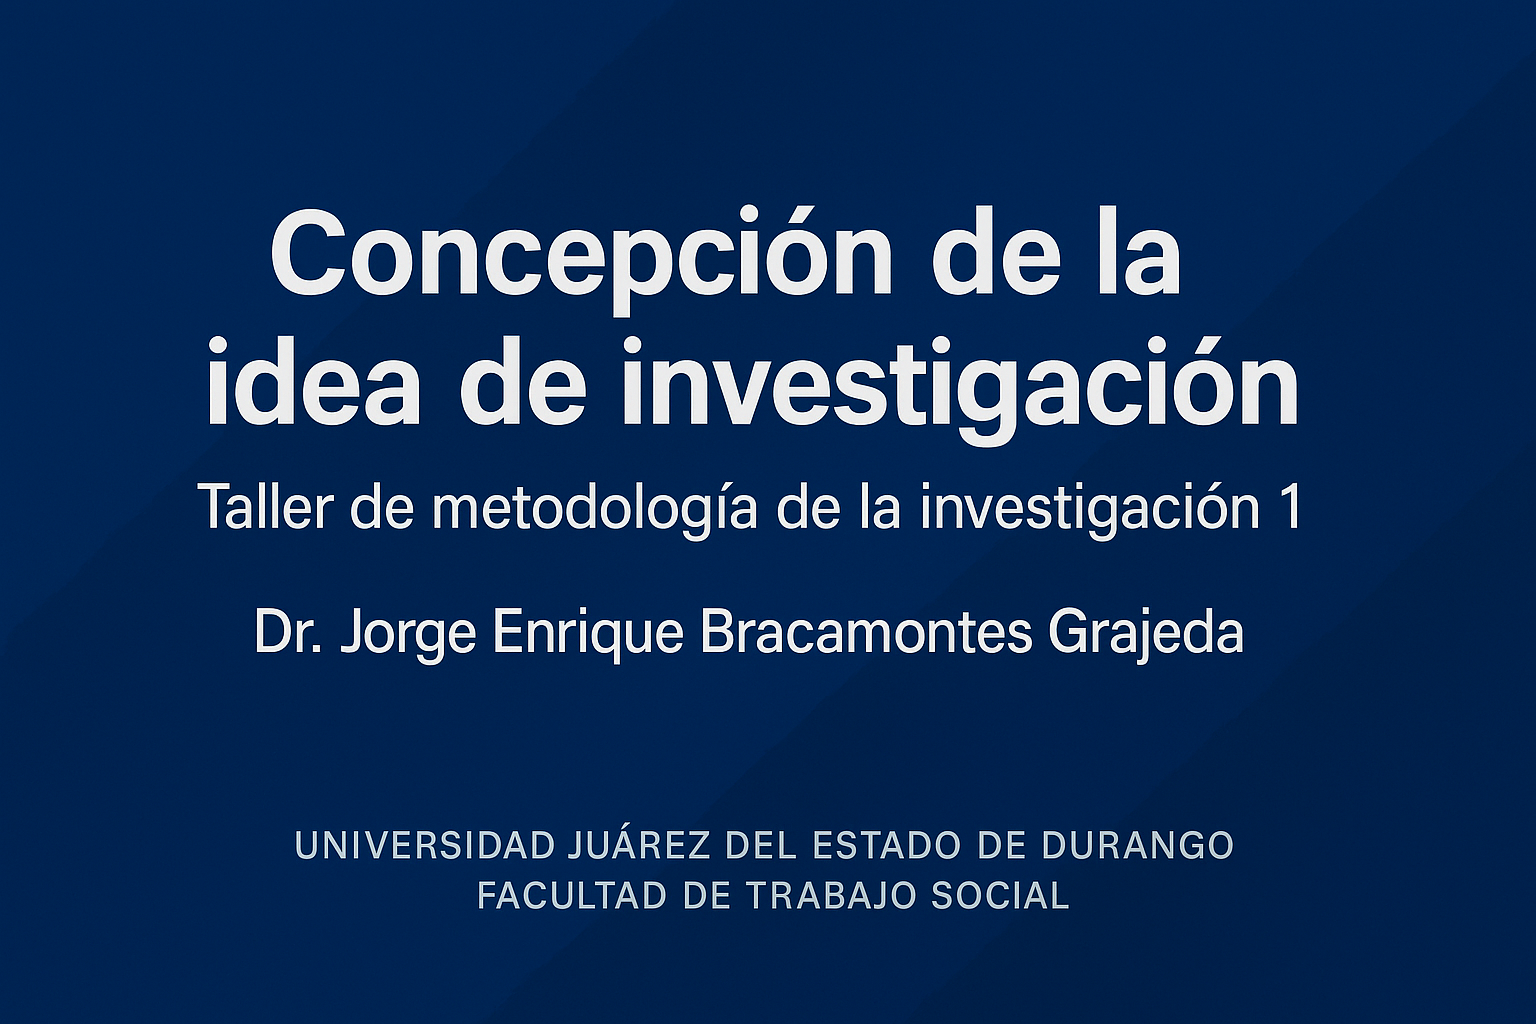 Concepción de la
idea de investigación
Taller de metodología de la investigación 1
Dr. Jorge Enrique Bracamontes Grajeda
UNIVERSIDAD JUÁREZ DEL ESTADO DE DURANGO
FACULTAD DE TRABAJO SOCIAL